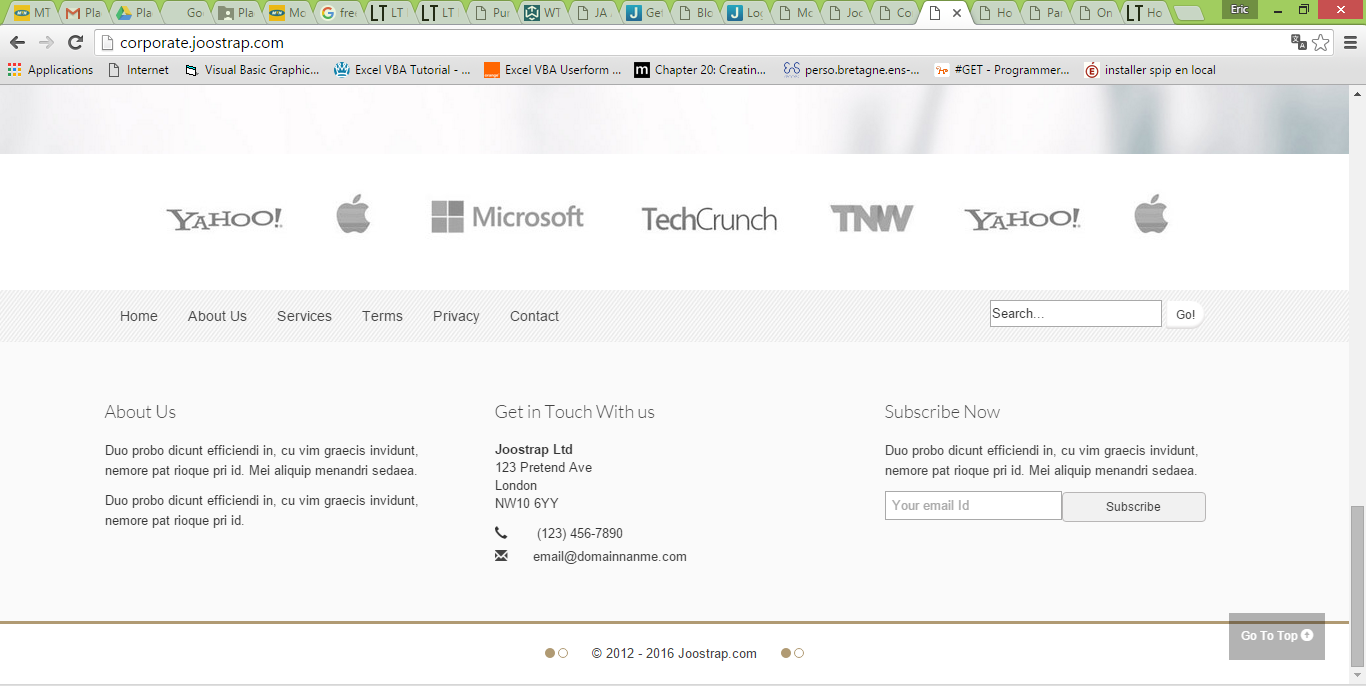 MT Pla Pla Go Pla Mo free LT LT LT LT Pur WT JA Get Blo Log Mo Joo Co Ho Par On LT Ho Eric
corporate.joostrap.com
Applications Internet Visual Basic Graphic... Excel VBA Tutorial - ... Excel VBA Userform ... Chapter 20: Creatin... perso.bretagne.ens-... #GET - Programmer... installer spip en local
YAHOO! Microsoft TechCrunch TNW YAHOO!
Home About Us Services Terms Privacy Contact Search... Go!
About Us
Duo probo dicunt efficiendi in, cu vim graecis invidunt,
nemore pat rioque pri id. Mei aliquip menandri sedaea.
Duo probo dicunt efficiendi in, cu vim graecis invidunt,
nemore pat rioque pri id.
Get in Touch With us
Joostrap Ltd
123 Pretend Ave
London
NW10 6YY
(123) 456-7890
email@domainnanme.com
Subscribe Now
Duo probo dicunt efficiendi in, cu vim graecis invidunt,
nemore pat rioque pri id. Mei aliquip menandri sedaea.
Your email Id Subscribe
Go To Top
© 2012 - 2016 Joostrap.com